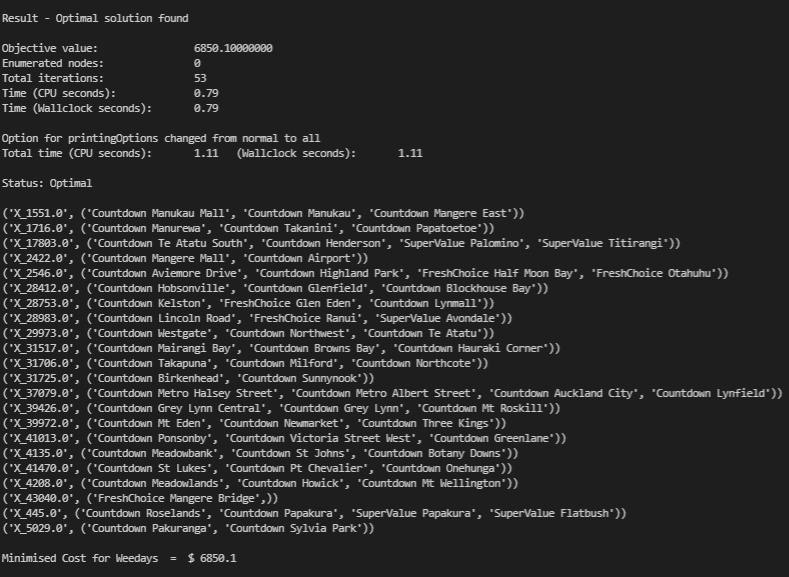 Result - Optimal solution found
Objective value: 6850.10000000
Enumerated nodes: 0
Total iterations: 53
Time (CPU seconds): 0.79
Time (Wallclock seconds): 0.79
Option for printingOptions changed from normal to all
Total time (CPU seconds): 1.11 (Wallclock seconds): 1.11
Status: Optimal
('X_1551.0', ('Countdown Manukau Mall', 'Countdown Manukau', 'Countdown Mangere East'))
('X_1716.0', ('Countdown Manurewa', 'Countdown Takanini', 'Countdown Papatoetoe'))
('X_17803.0', ('Countdown Te Atatu South', 'Countdown Henderson', 'SuperValue Palomino', 'SuperValue Titirangi'))
('X_2422.0', ('Countdown Mangere Mall', 'Countdown Airport'))
('X_2546.0', ('Countdown Aviemore Drive', 'Countdown Highland Park', 'FreshChoice Half Moon Bay', 'FreshChoice Otahuhu'))
('X_28412.0', ('Countdown Hobsonville', 'Countdown Glenfield', 'Countdown Blockhouse Bay'))
('X_28753.0', ('Countdown Kelston', 'FreshChoice Glen Eden', 'Countdown Lynmall'))
('X_28983.0', ('Countdown Lincoln Road', 'FreshChoice Ranui', 'SuperValue Avondale'))
('X_29973.0', ('Countdown Westgate', 'Countdown Northwest', 'Countdown Te Atatu'))
('X_31517.0', ('Countdown Mairangi Bay', 'Countdown Browns Bay', 'Countdown Hauraki Corner'))
('X_31706.0', ('Countdown Takapuna', 'Countdown Milford', 'Countdown Northcote'))
('X_31725.0', ('Countdown Birkenhead', 'Countdown Sunnynook'))
('X_37079.0', ('Countdown Metro Halsey Street', 'Countdown Metro Albert Street', 'Countdown Auckland City', 'Countdown Lynfield'))
('X_39426.0', ('Countdown Grey Lynn Central', 'Countdown Grey Lynn', 'Countdown Mt Roskill'))
('X_39972.0', ('Countdown Mt Eden', 'Countdown Newmarket', 'Countdown Three Kings'))
('X_41013.0', ('Countdown Ponsonby', 'Countdown Victoria Street West', 'Countdown Greenlane'))
('X_4135.0', ('Countdown Meadowbank', 'Countdown St Johns', 'Countdown Botany Downs'))
('X_41470.0', ('Countdown St Lukes', 'Countdown Pt Chevalier', 'Countdown Onehunga'))
('X_4208.0', ('Countdown Meadowlands', 'Countdown Howick', 'Countdown Mt Wellington'))
('X_43040.0', ('FreshChoice Mangere Bridge',))
('X_445.0', ('Countdown Roselands', 'Countdown Papakura', 'SuperValue Papakura', 'SuperValue Flatbush'))
('X_5029.0', ('Countdown Pakuranga', 'Countdown Sylvia Park'))
Minimised Cost for Weedays = $ 6850.1